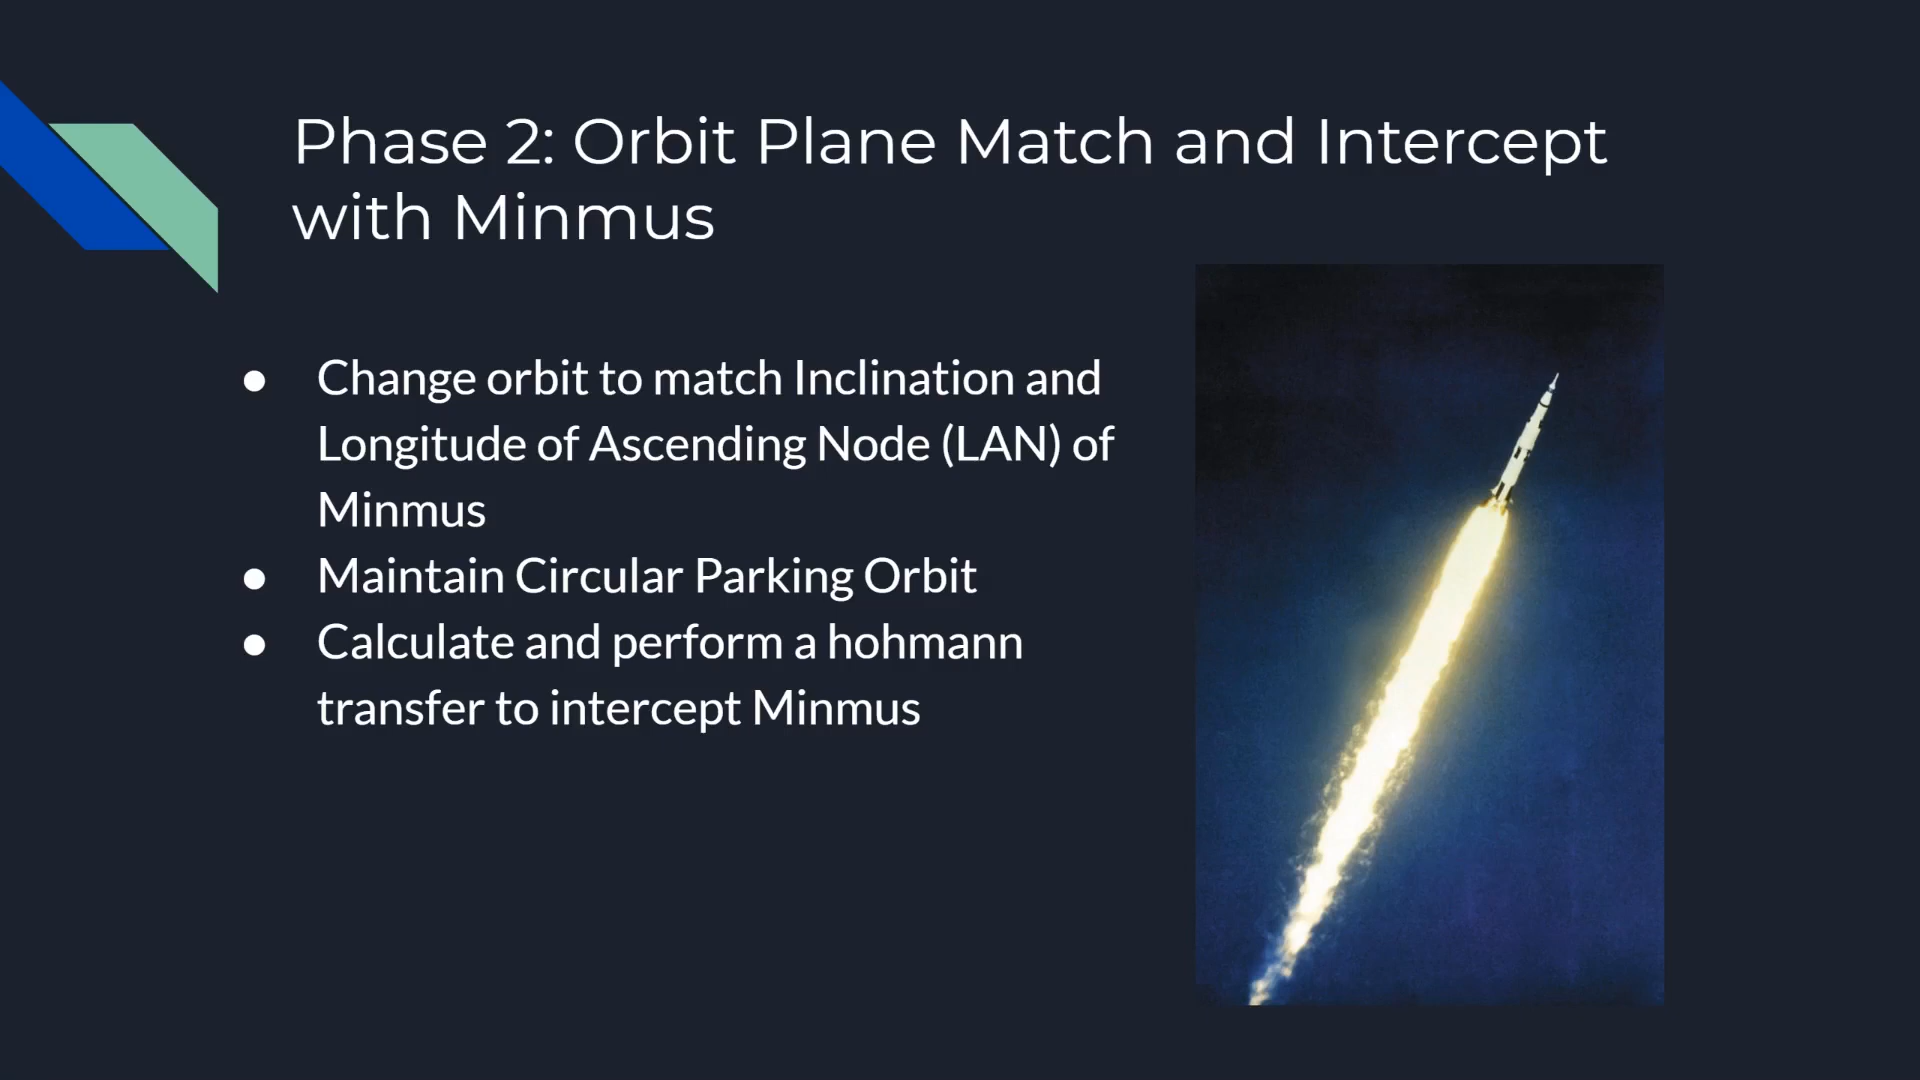 Phase 2: Orbit Plane Match and Intercept
with Minmus
● Change orbit to match Inclination and
Longitude of Ascending Node (LAN) of
Minmus
● Maintain Circular Parking Orbit
● Calculate and perform a hohmann
transfer to intercept Minmus